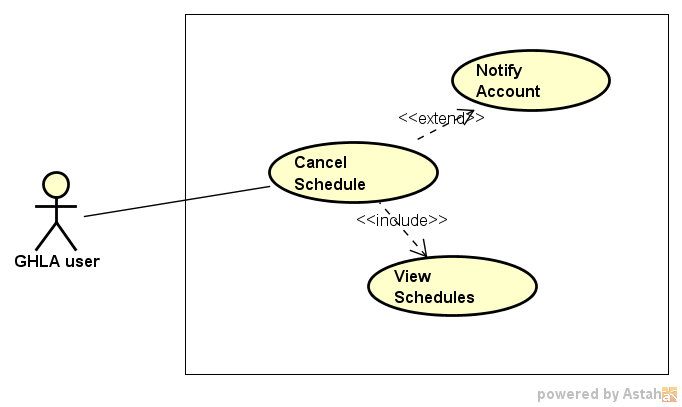 Notify
Account
<<extend>>
Cancel
Schedule
<<include>>
GHLA user
View
Schedules
powered by Astah